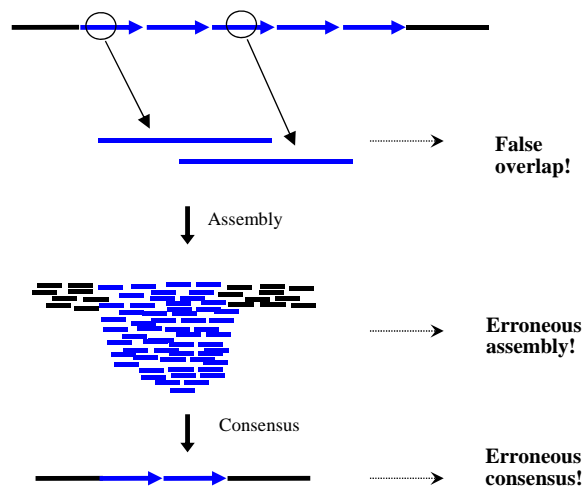 False
overlap!
Assembly
Erroneous
assembly!
Consensus
Erroneous
consensus!